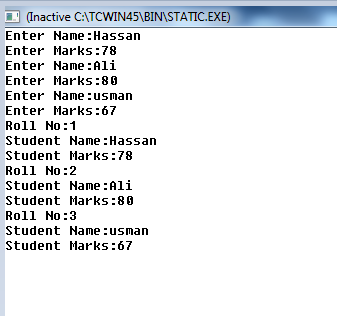 (Inactive C:\TCWIN45\BIN\STATIC.EXE)
Enter Name:Hassan
Enter Marks:78
Enter Name:Ali
Enter Marks:80
Enter Name:usman
Enter Marks:67
Roll No:1
Student Name:Hassan
Student Marks:78
Roll No:2
Student Name:Ali
Student Marks:80
Roll No:3
Student Name:usman
Student Marks:67